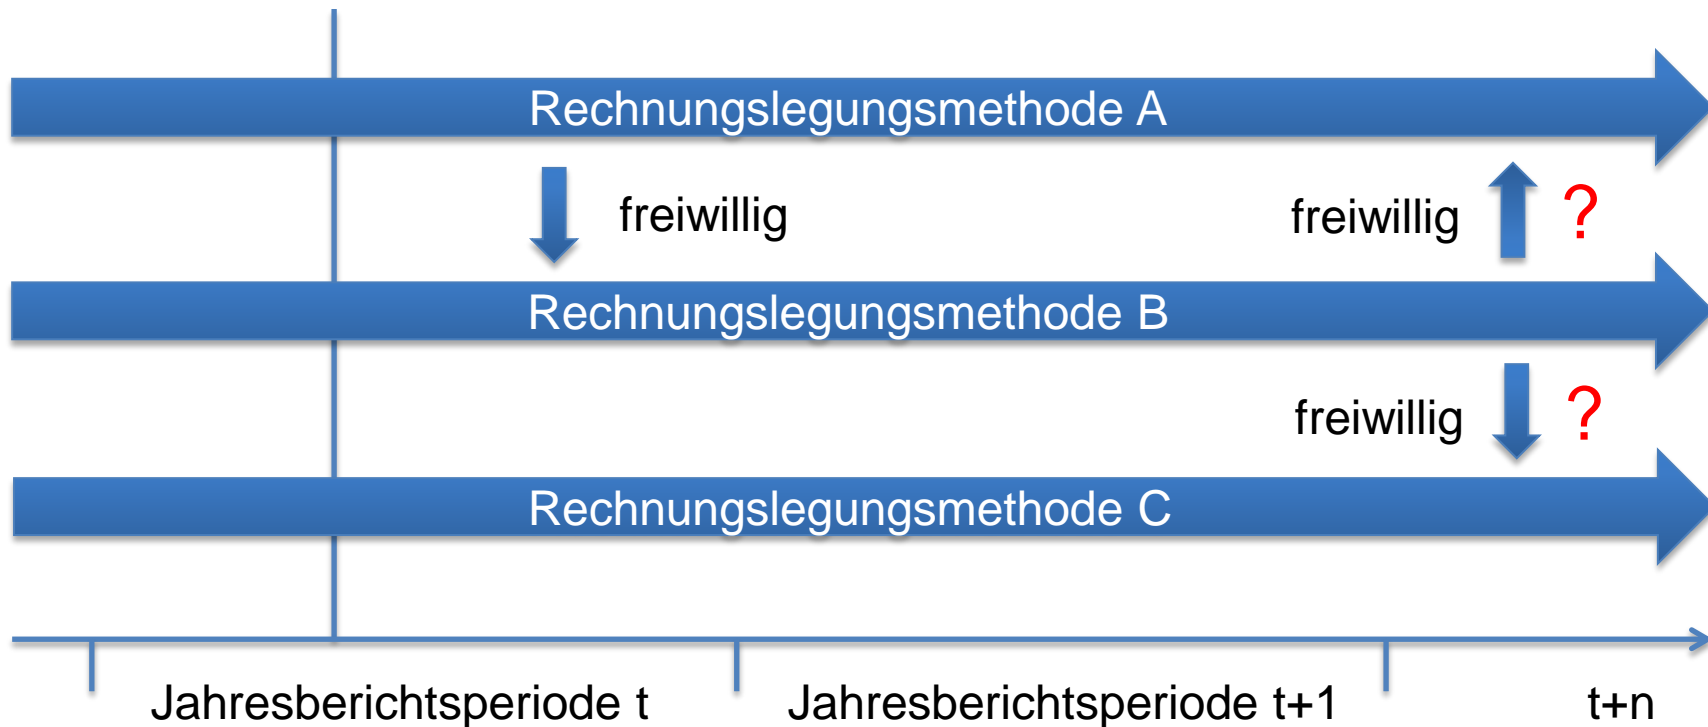 Rechnungslegungsmethode A
freiwillig
freiwillig ?
Rechnungslegungsmethode B
freiwillig ?
Rechnungslegungsmethode C
Jahresberichtsperiode t
Jahresberichtsperiode t+1
t+n